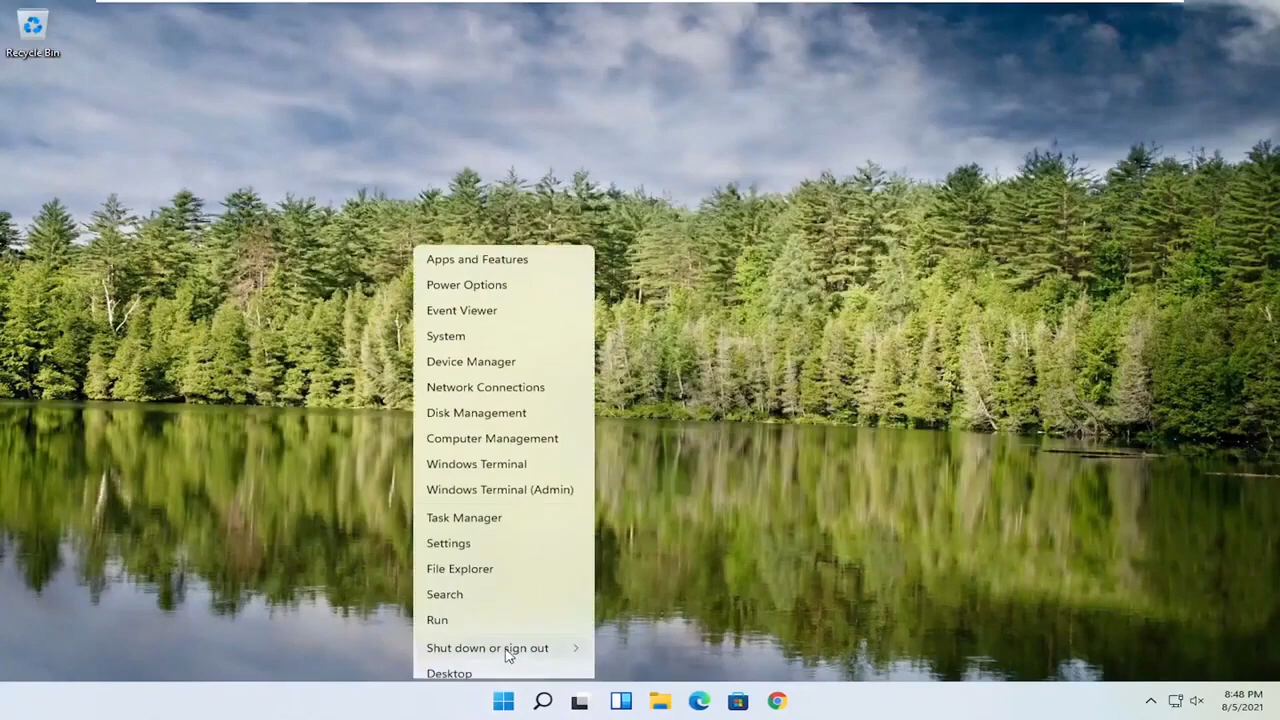 Recycle Bin
Apps and Features
Power Options
Event Viewer
System
Device Manager
Network Connections
Disk Management
Computer Management
Windows Terminal
Windows Terminal (Admin)
Task Manager
Settings
File Explorer
Search
Run
Shut down or sign out
Desktop
8:48 PM
8/5/2021